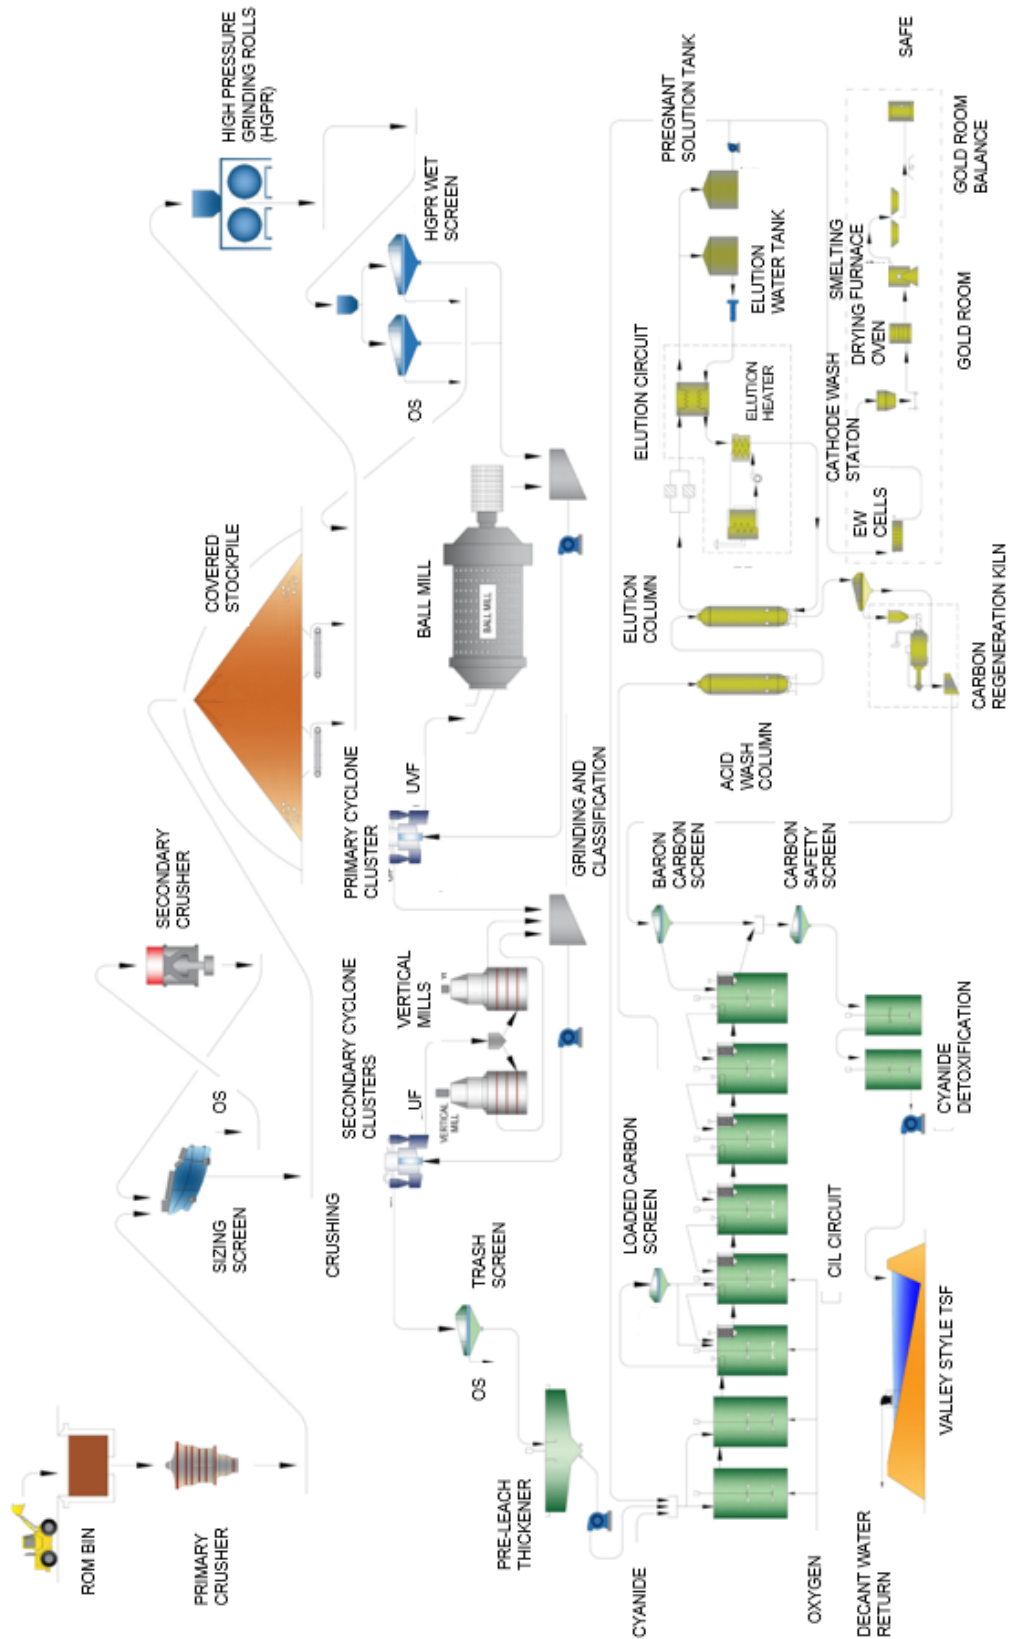 ROM BIN
PRIMARY
CRUSHER
SIZING
SCREEN
OS
CRUSHING
SECONDARY
CRUSHER
COVERED
STOCKPILE
HIGH PRESSURE
GRINDING ROLLS
(HGPR)
HGPR WET
SCREEN
OS
BALL MILL
BALL MILL
PRIMARY CYCLONE
CLUSTER
UVF
GRINDING AND
CLASSIFICATION
SECONDARY CYCLONE
CLUSTERS
UF
VERTICAL
MILLS
VERTICAL
MILL
TRASH
SCREEN
OS
PRE-LEACH
THICKENER
CYANIDE
OXYGEN
LOADED CARBON
SCREEN
CIL CIRCUIT
BARON
CARBON
SCREEN
CARBON
SAFETY
SCREEN
CYANIDE
DETOXIFICATION
VALLEY STYLE TSF
DECANT WATER
RETURN
ACID
WASH
COLUMN
ELUTION
COLUMN
ELUTION CIRCUIT
ELUTION
HEATER
ELUTION
WATER TANK
PREGNANT
SOLUTION TANK
CARBON
REGENERATION KILN
EW
CELLS
CATHODE WASH
STATON
DRYING
OVEN
SMELTING
FURNACE
GOLD ROOM
GOLD ROOM
BALANCE
SAFE